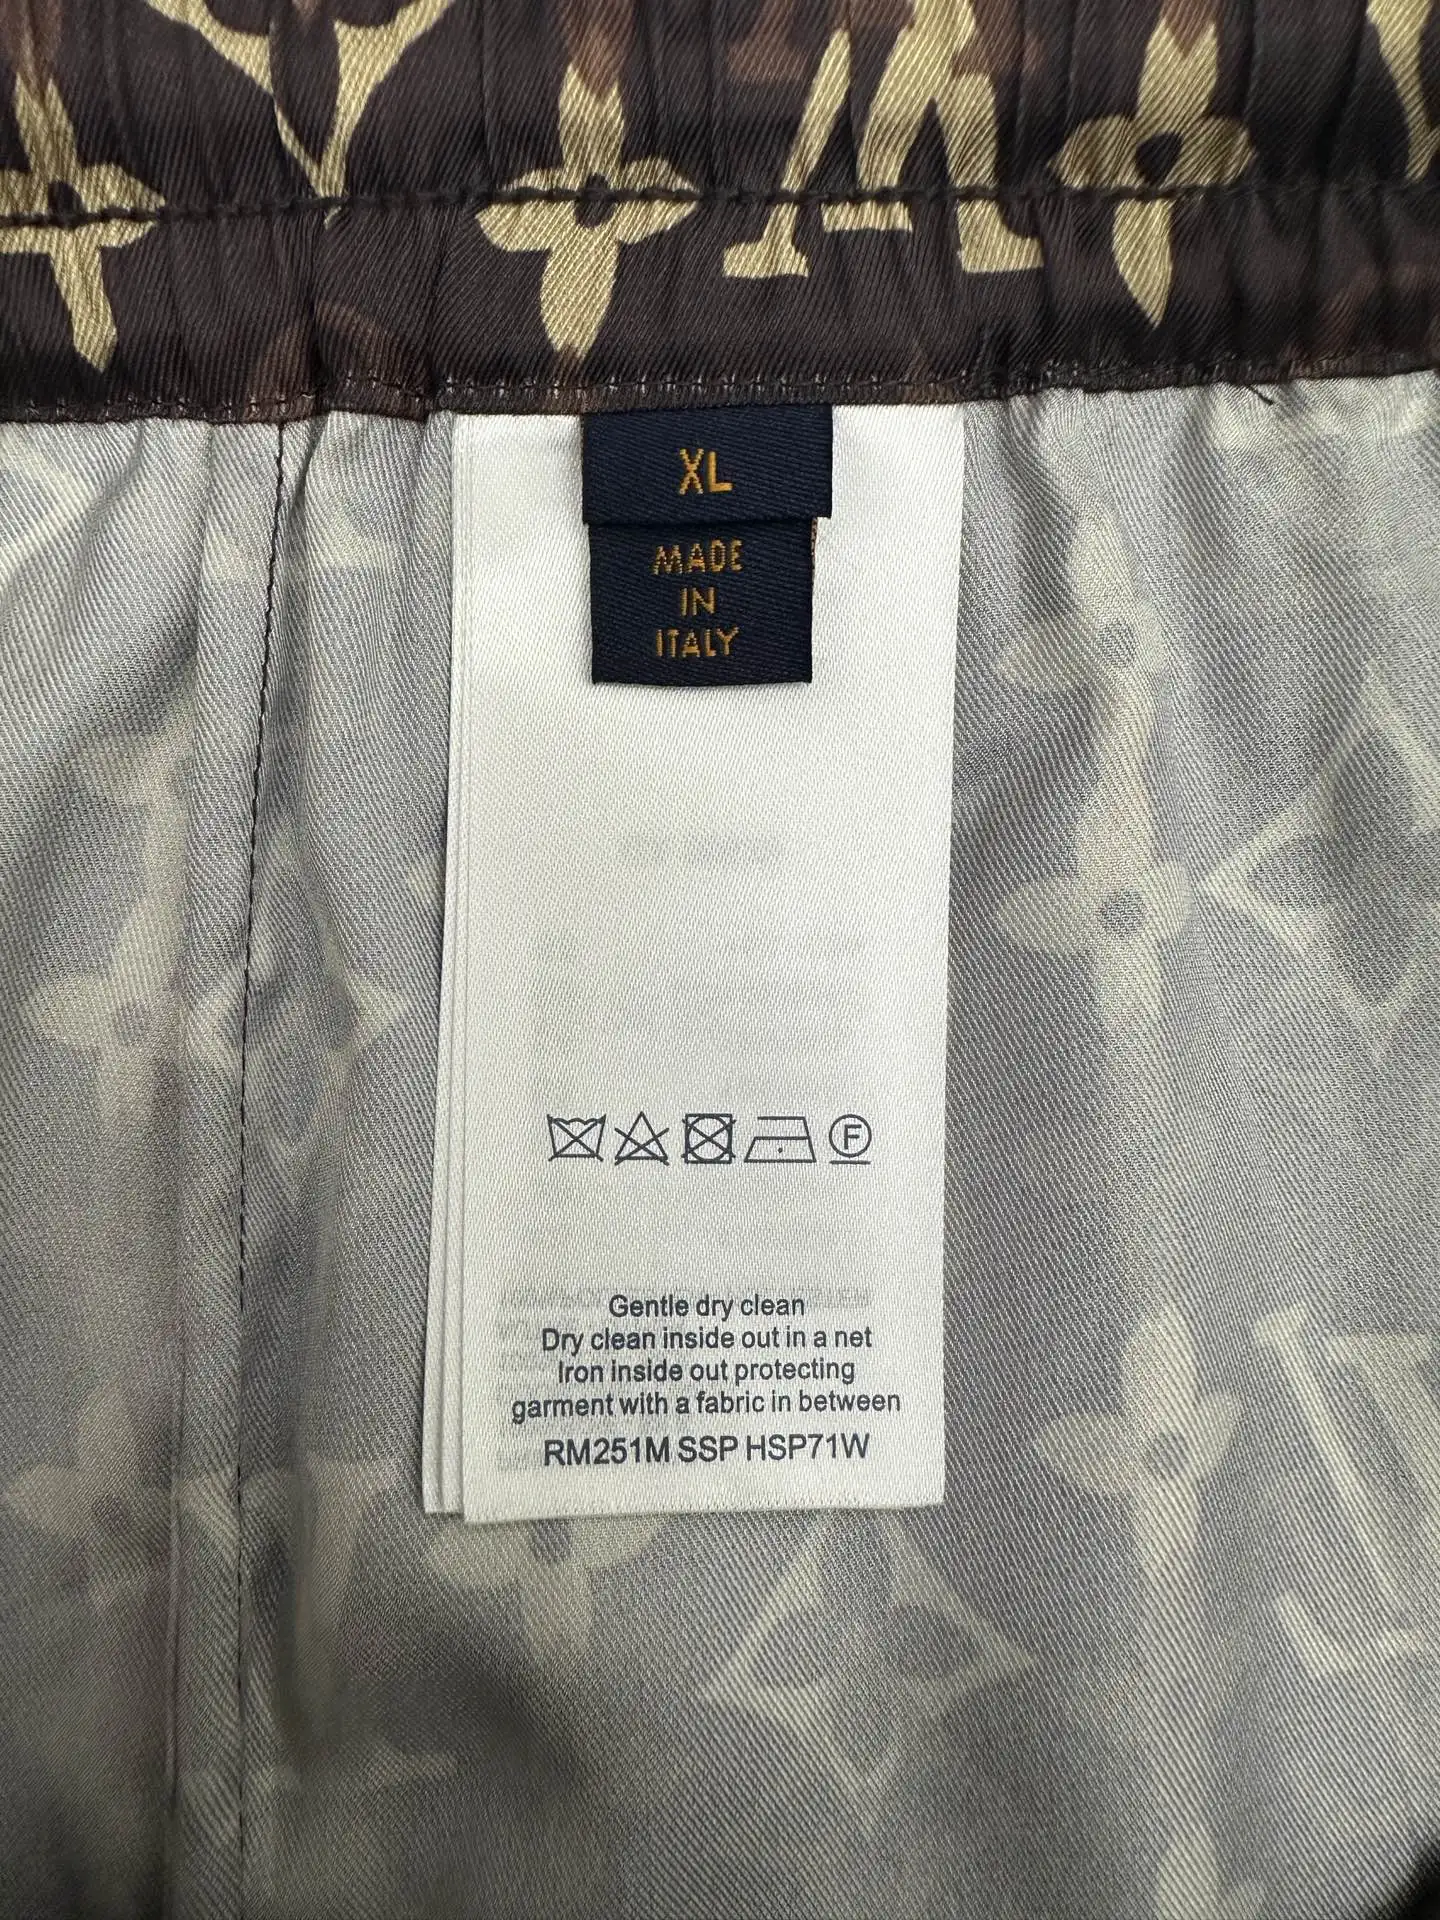 XL
MADE
IN
ITALY
F
Gentle dry clean
Dry clean inside out in a net
Iron inside out protecting
garment with a fabric in between
RM251M SSP HSP71W